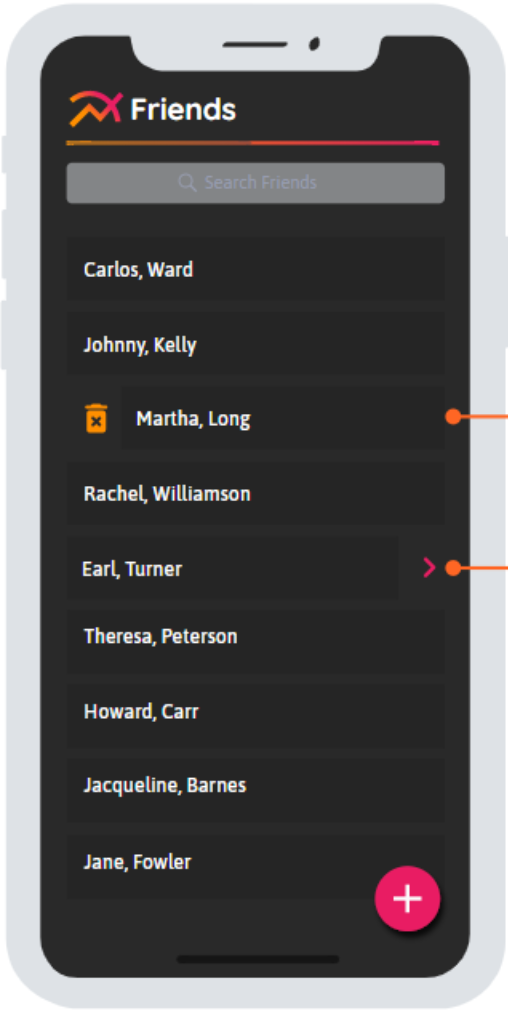 Friends
Search Friends
Carlos, Ward
Johnny, Kelly
Martha, Long
Rachel, Williamson
Earl, Turner
Theresa, Peterson
Howard, Carr
Jacqueline, Barnes
Jane, Fowler